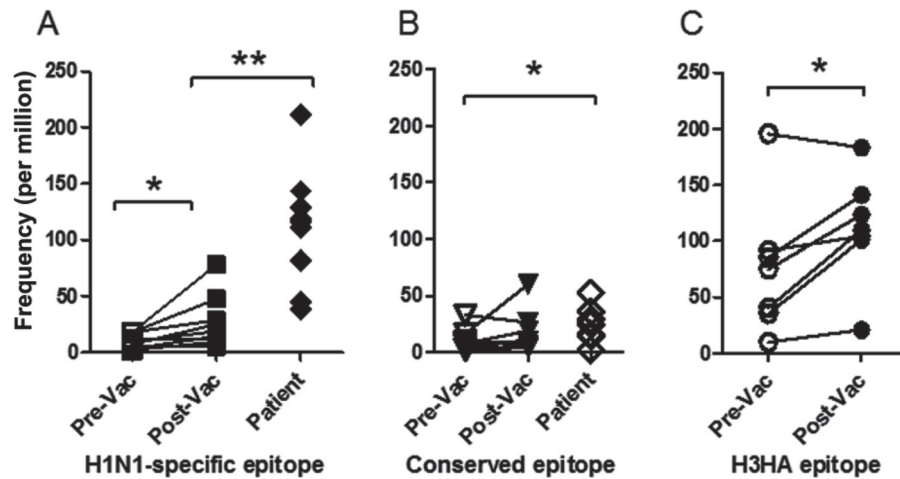 A
B
C
Frequency (per million)
250
200
150
100
50
0
*
**
Pre-Vac
Post-Vac
Patient
H1N1-specific epitope
250
200
150
100
50
0
*
Pre-Vac
Post-Vac
Patient
Conserved epitope
250
200
150
100
50
0
*
Pre-Vac
Post-Vac
H3HA epitope